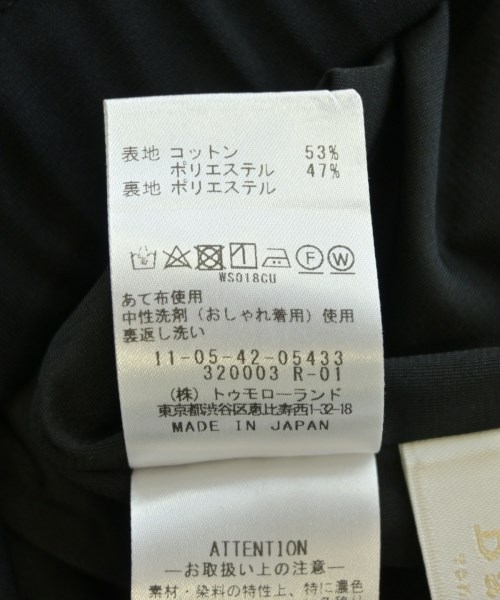 表地 コットン 53%
ポリエステル 47%
裏地 ポリエステル
F W
WS018CU
あて布使用
中性洗剤（おしゃれ着用）使用
裏返し洗い
11-05-42-05433
320003 R-01
（株）トゥモローランド
東京都渋谷区恵比寿西1-32-18
MADE IN JAPAN
ATTENTION
―お取扱い上の注意―
素材・染料の特性上、特に濃色